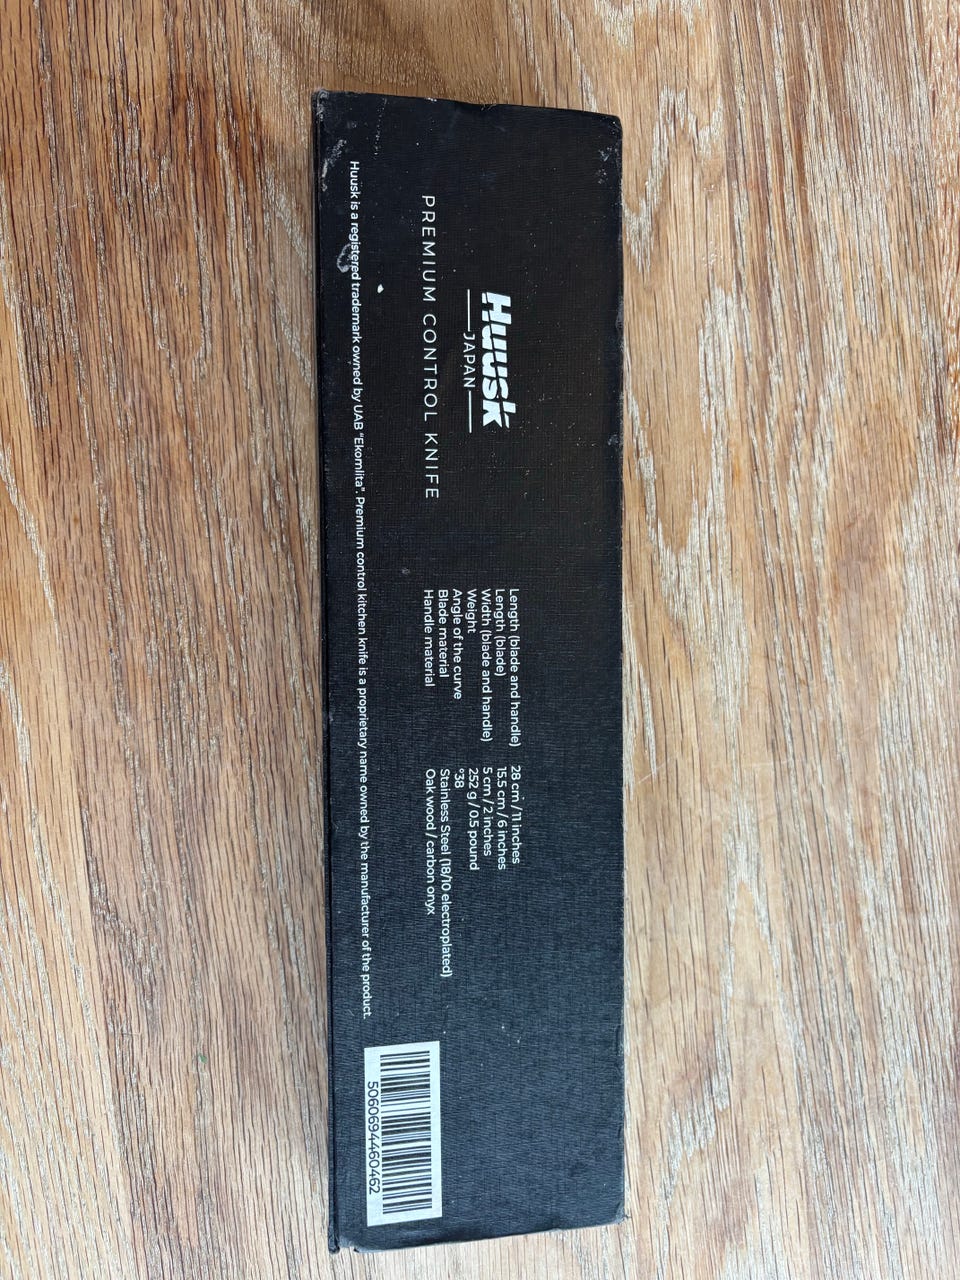 Huusk
JAPAN
PREMIUM CONTROL KNIFE
Length (blade and handle) 28 cm / 11 inches
Length (blade) 15.5 cm / 6 inches
Width (blade and handle) 5 cm / 2 inches
Weight 252 g / 0.5 pound
Angle of the curve °38
Blade material Stainless Steel (18/10 electroplated)
Handle material Oak wood / carbon onyx
Huusk is a registered trademark owned by UAB "Ekomlita". Premium control kitchen knife is a proprietary name owned by the manufacturer of the product.
5060694460462